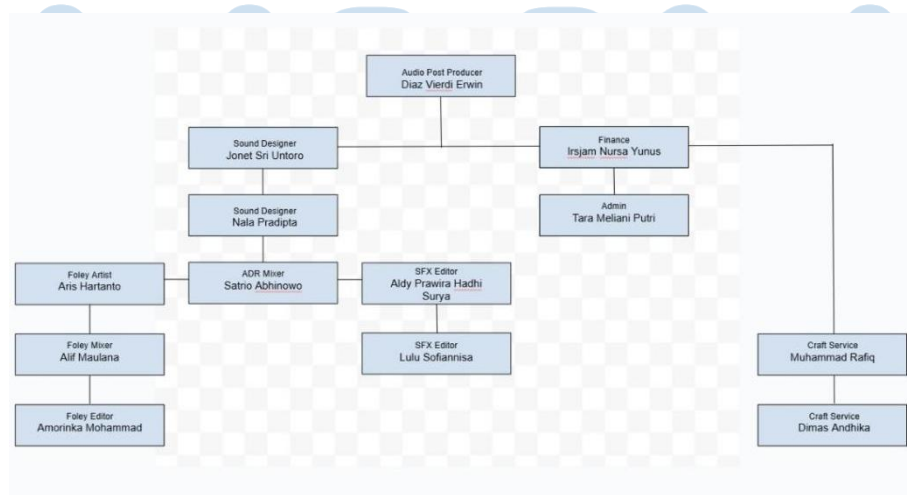 Audio Post Producer
Diaz Vierdi Erwin
Sound Designer
Jonet Sri Untoro
Finance
Irsjam Nursa Yunus
Sound Designer
Nala Pradipta
Admin
Tara Meliani Putri
Foley Artist
Aris Hartanto
ADR Mixer
Satrio Abhinowo
SFX Editor
Aldy Prawira Hadhi
Surya
Foley Mixer
Alif Maulana
SFX Editor
Lulu Sofiannisa
Craft Service
Muhammad Rafiq
Foley Editor
Amorinka Mohammad
Craft Service
Dimas Andhika